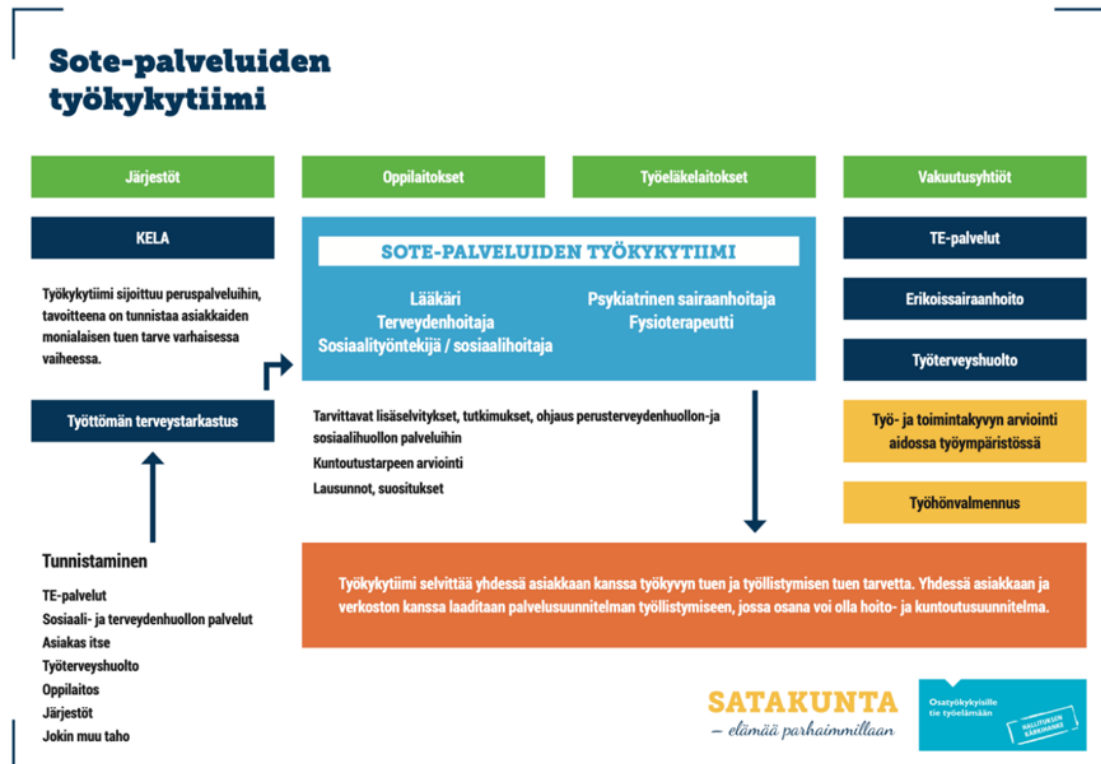 Sote-palveluiden
työkykytiimi
Järjestöt
Oppilaitokset
Työeläkelaitokset
Vakuutusyhtiöt
KELA
Työkykytiimi sijoittuu peruspalveluihin,
tavoitteena on tunnistaa asiakkaiden
monialaisen tuen tarve varhaisessa
vaiheessa.
Työttömän terveystarkastus
Tunnistaminen
TE-palvelut
Sosiaali- ja terveydenhuollon palvelut
Asiakas itse
Työterveyshuolto
Oppilaitos
Järjestöt
Jokin muu taho
SOTE-PALVELUIDEN TYÖKYKYTIIMI
Lääkäri
Terveydenhoitaja
Sosiaalityöntekijä / sosiaalihoitaja
Psykiatrinen sairaanhoitaja
Fysioterapeutti
Tarvittavat lisäselvitykset, tutkimukset, ohjaus perusterveydenhuollon-ja
sosiaalihuollon palveluihin
Kuntoutustarpeen arviointi
Lausunnot, suositukset
TE-palvelut
Erikoissairaanhoito
Työterveyshuolto
Työ- ja toimintakyvyn arviointi
aidossa työympäristössä
Työhönvalmennus
Työkykytiimi selvittää yhdessä asiakkaan kanssa työkyvyn tuen ja työllistymisen tuen tarvetta. Yhdessä asiakkaan ja
verkoston kanssa laaditaan palvelusuunnitelman työllistymiseen, jossa osana voi olla hoito- ja kuntoutusuunnitelma.
SATAKUNTA
– elämää parhaimmillaan
Osatyökykyisille
tie työelämään
HALLITUKSEN
KÄRKIHANKE